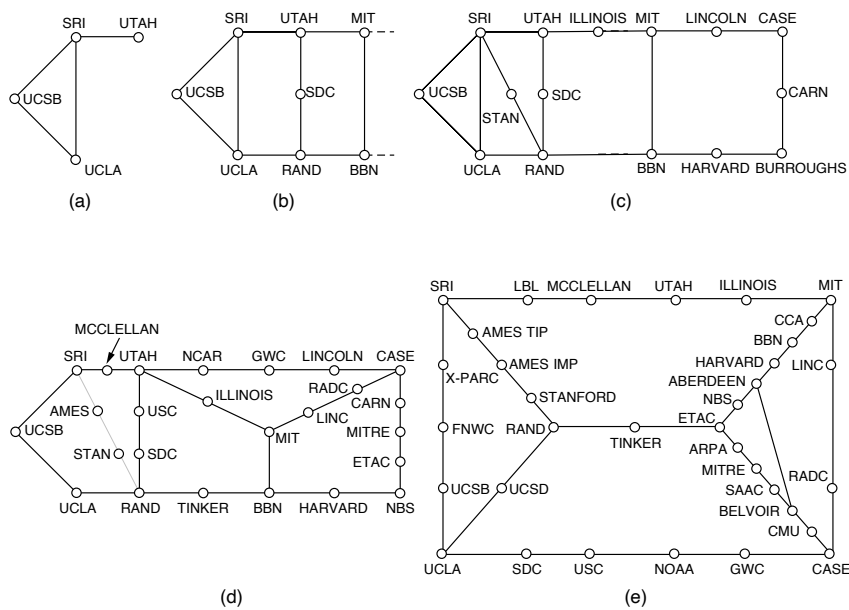 SRI UTAH
UCSB
UCLA
(a)
SRI UTAH MIT
UCSB SDC
UCLA RAND BBN
(b)
SRI UTAH ILLINOIS MIT LINCOLN CASE
UCSB SDC CARN
STAN
UCLA RAND BBN HARVARD BURROUGHS
(c)
MCCLELLAN
SRI UTAH NCAR GWC LINCOLN CASE
RADC
ILLINOIS CARN
AMES USC LINC
UCSB MIT MITRE
STAN SDC ETAC
UCLA RAND TINKER BBN HARVARD NBS
(d)
SRI LBL MCCLELLAN UTAH ILLINOIS MIT
CCA
AMES TIP BBN
AMES IMP HARVARD LINC
X-PARC ABERDEEN
STANFORD NBS
ETAC
FNWC RAND TINKER
ARPA
MITRE
UCSB UCSD SAAC RADC
BELVOIR
CMU
UCLA SDC USC NOAA GWC CASE
(e)